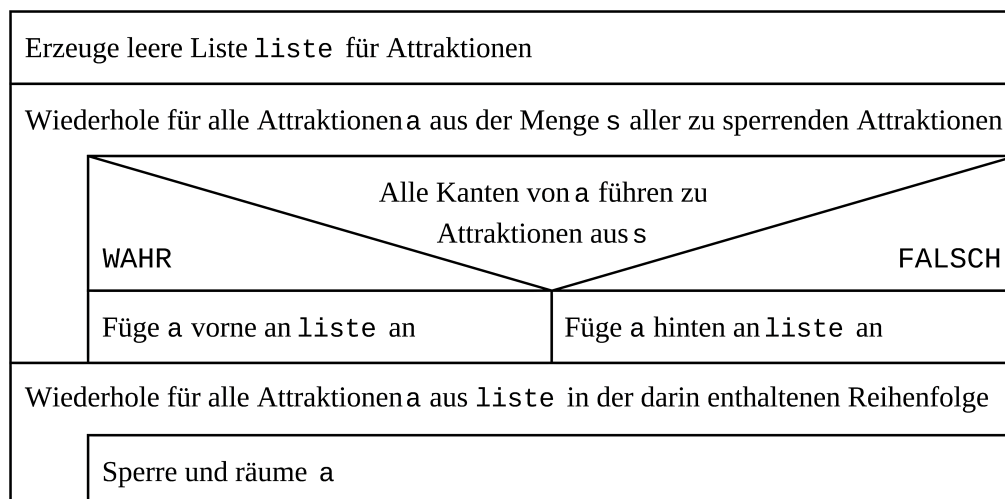 Erzeuge leere Liste liste für Attraktionen
Wiederhole für alle Attraktionen a aus der Menge s aller zu sperrenden Attraktionen
Alle Kanten von a führen zu
Attraktionen aus s
WAHR
FALSCH
Füge a vorne an liste an
Füge a hinten an liste an
Wiederhole für alle Attraktionen a aus liste in der darin enthaltenen Reihenfolge
Sperre und räume a